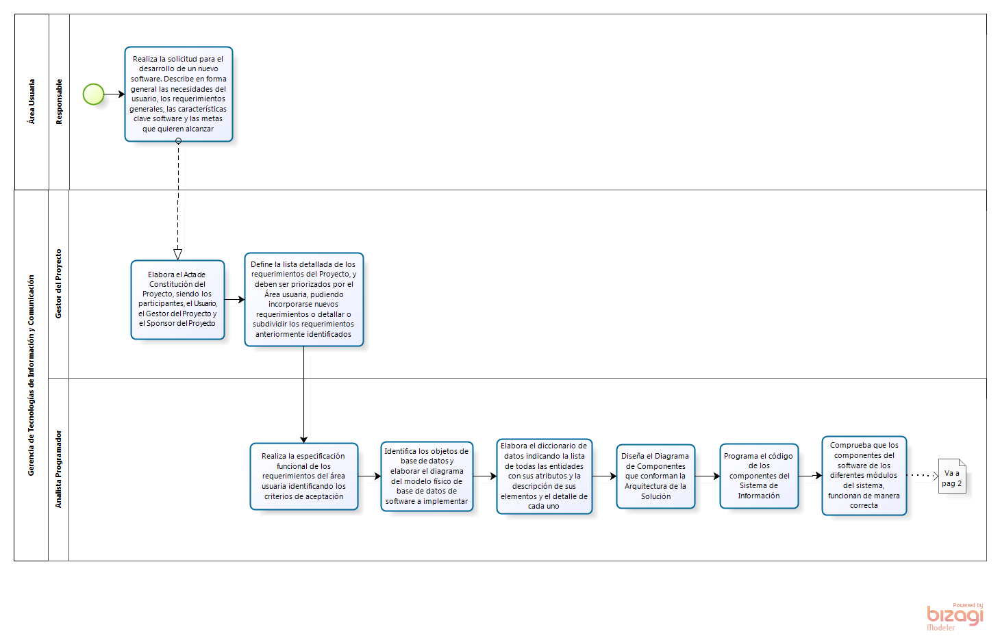 Área Usuaria
Responsable
Realiza la solicitud para el
desarrollo de un nuevo
software. Describe en forma
general las necesidades del
usuario, los requerimientos
generales, las características
clave software y las metas
que quieren alcanzar
Gerencia de Tecnologías de Información y Comunicación
Gestor del Proyecto
Elabora el Acta de
Constitución del
Proyecto, siendo los
participantes, el Usuario,
el Gestor del Proyecto y
el Sponsor del Proyecto
Define la lista detallada de los
requerimientos del Proyecto, y
deben ser priorizados por el
Área usuaria, pudiendo
incorporarse nuevos
requerimientos o detallar o
subdividir los requerimientos
anteriormente identificados
Analista Programador
Realiza la especificación
funcional de los
requerimientos del área
usuaria identificando los
criterios de aceptación
Identifica los objetos de
base de datos y
elaborar el diagrama
del modelo físico de
base de datos de
software a implementar
Elabora el diccionario de
datos indicando la lista
de todas las entidades
con sus atributos y la
descripción de sus
elementos y el detalle de
cada uno
Diseña el Diagrama
de Componentes
que conforman la
Arquitectura de la
Solución
Programa el código
de los
componentes del
Sistema de
Información
Comprueba que los
componentes del
software de los
diferentes módulos
del sistema,
funcionan de manera
correcta
Va a
pag 2
Powered by
bizagi
Modeler